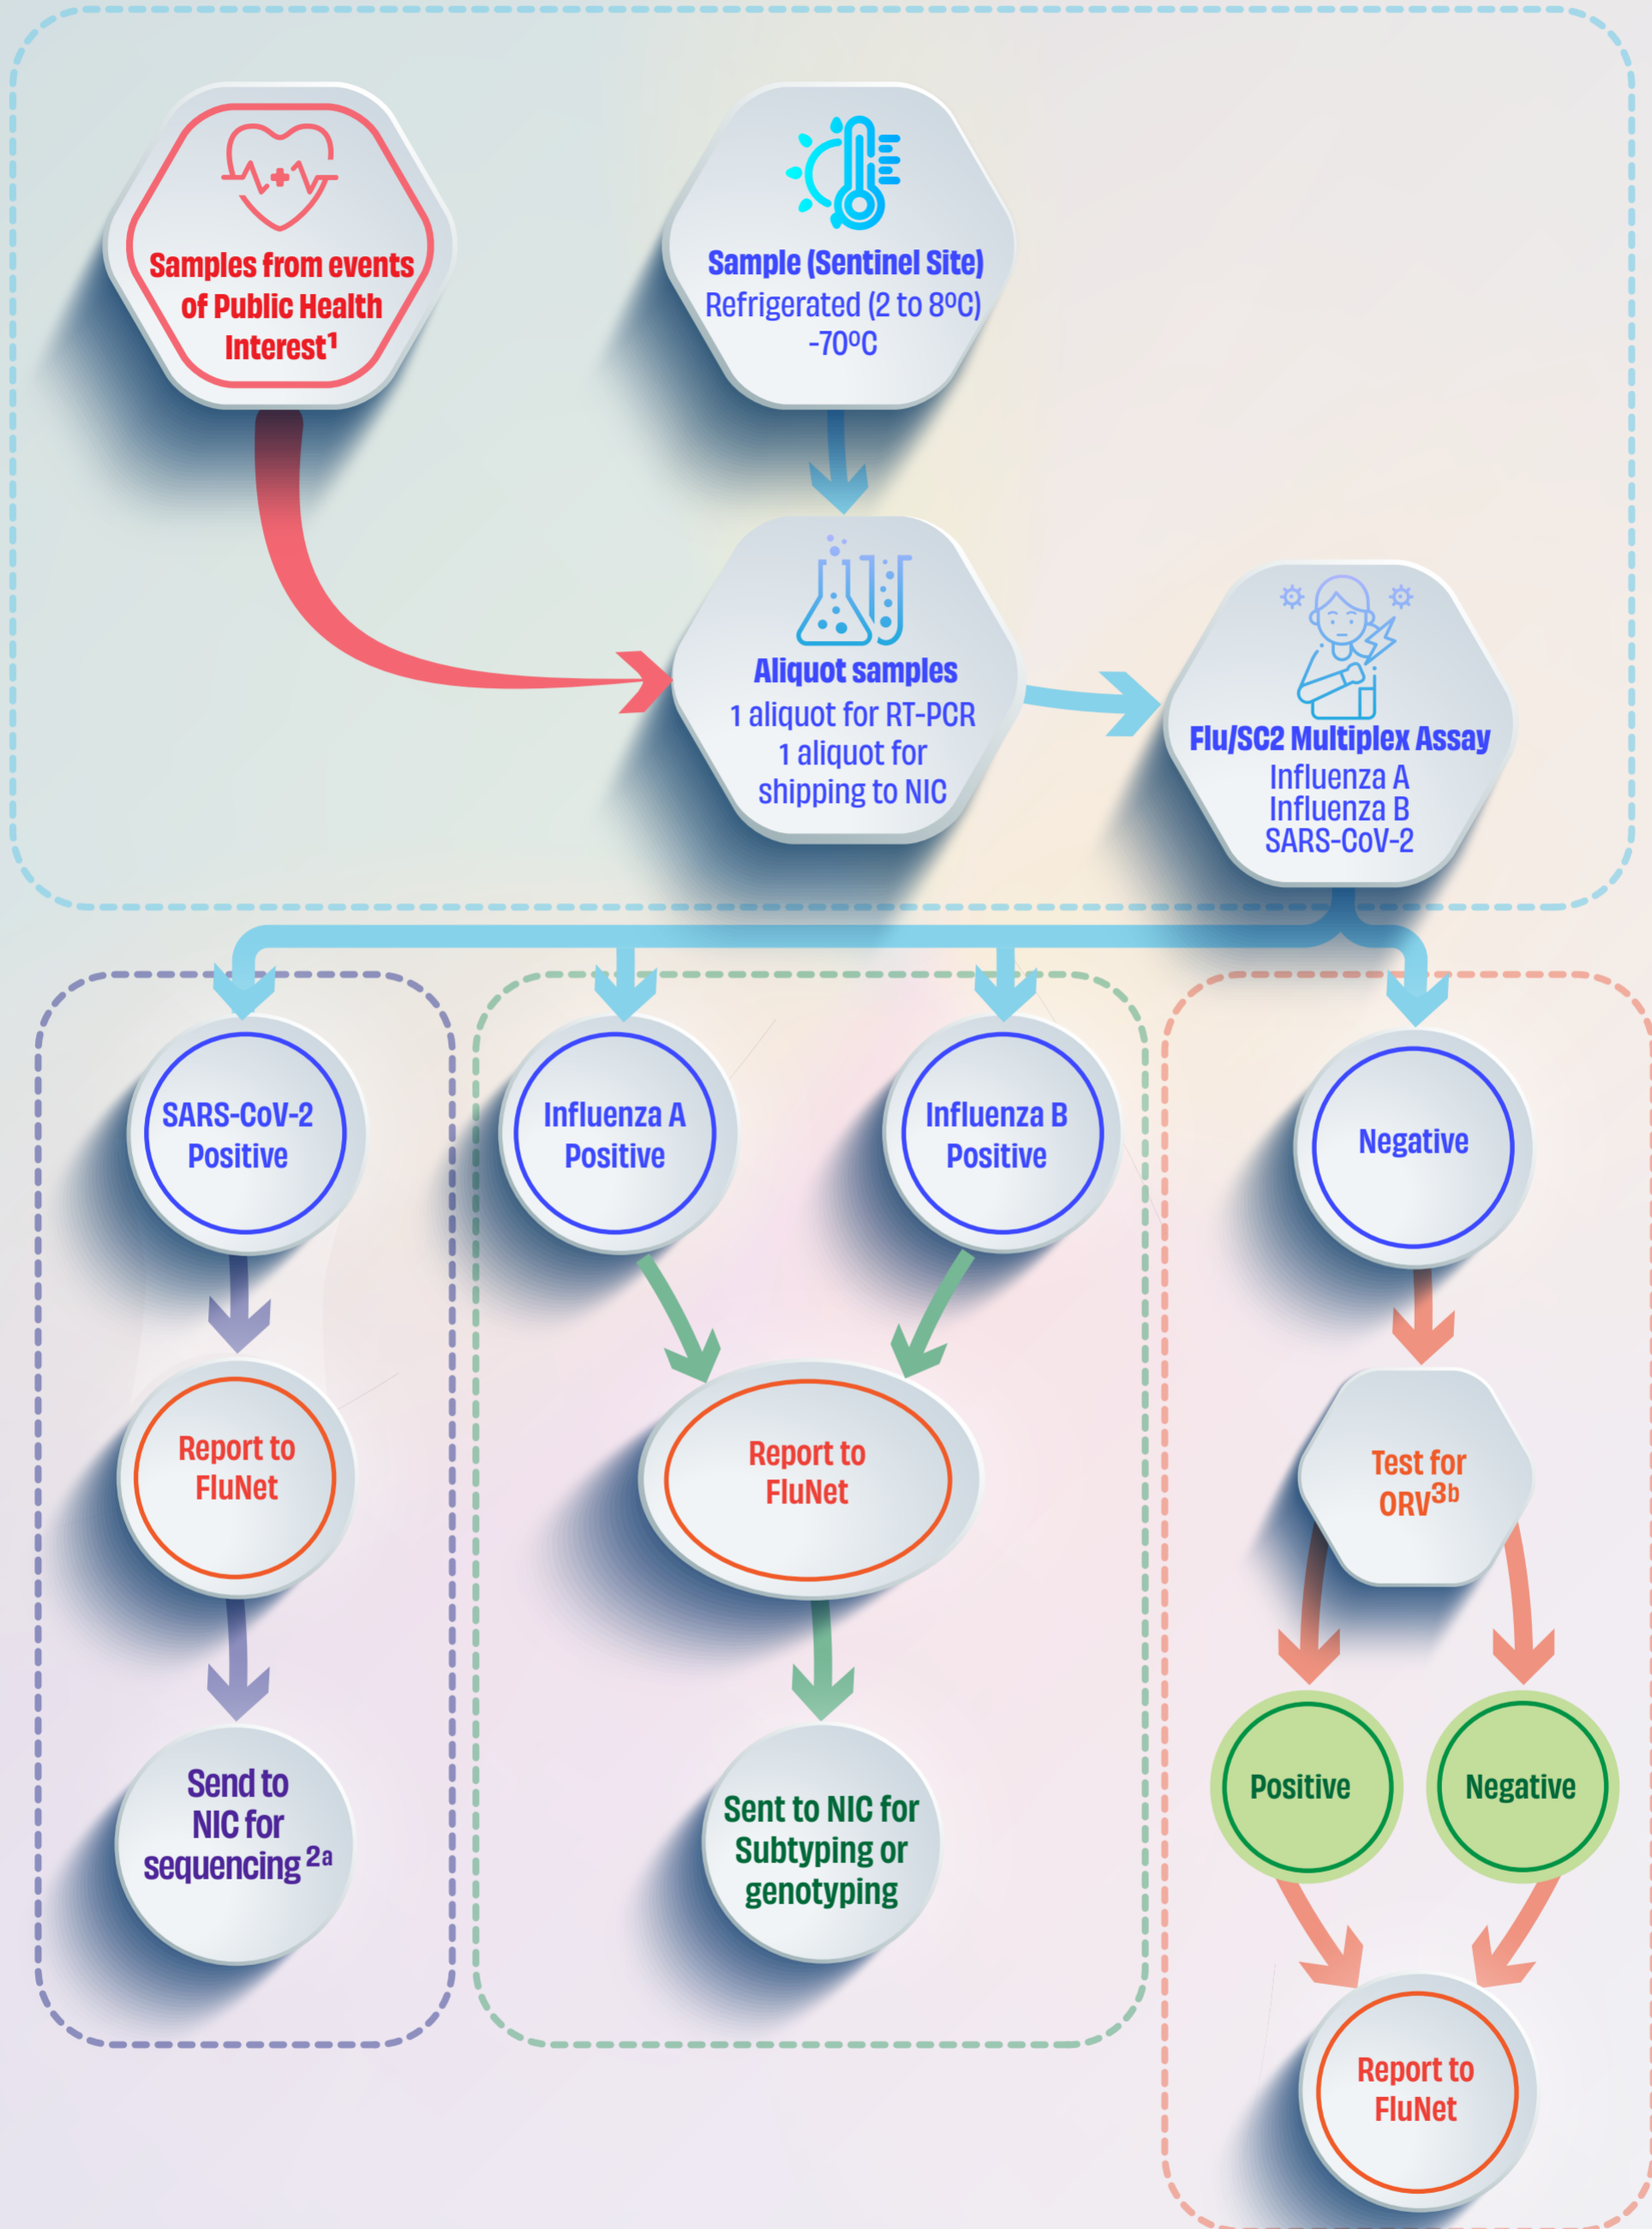 Samples from events
of Public Health
Interest¹
Sample (Sentinel Site)
Refrigerated (2 to 8ºC)
-70ºC
Aliquot samples
1 aliquot for RT-PCR
1 aliquot for
shipping to NIC
Flu/SC2 Multiplex Assay
Influenza A
Influenza B
SARS-CoV-2
SARS-CoV-2
Positive
Influenza A
Positive
Influenza B
Positive
Negative
Report to
FluNet
Report to
FluNet
Test for
ORV³ᵇ
Send to
NIC for
sequencing ²ᵃ
Sent to NIC for
Subtyping or
genotyping
Positive
Negative
Report to
FluNet